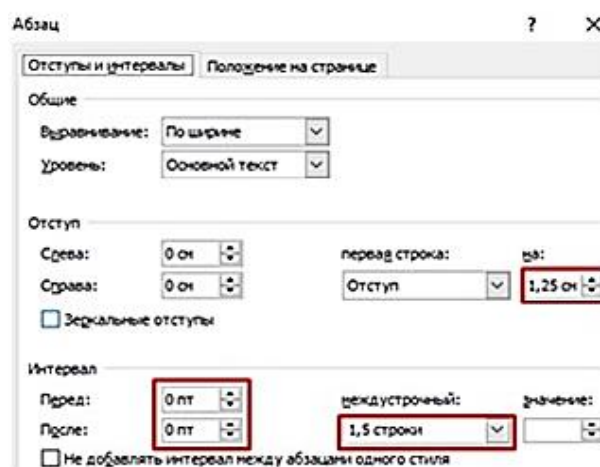 Абзац ? ×
Отступы и интервалы Положение на странице
Общие
Выравнивание: По ширине
Уровень: Основной текст
Отступ
Слева: 0 см первая строка: на:
Справа: 0 см Отступ 1,25 см
Зеркальные отступы
Интервал
Перед: 0 пт междустрочный: значение:
После: 0 пт 1,5 строки
Не добавлять интервал между абзацами одного стиля